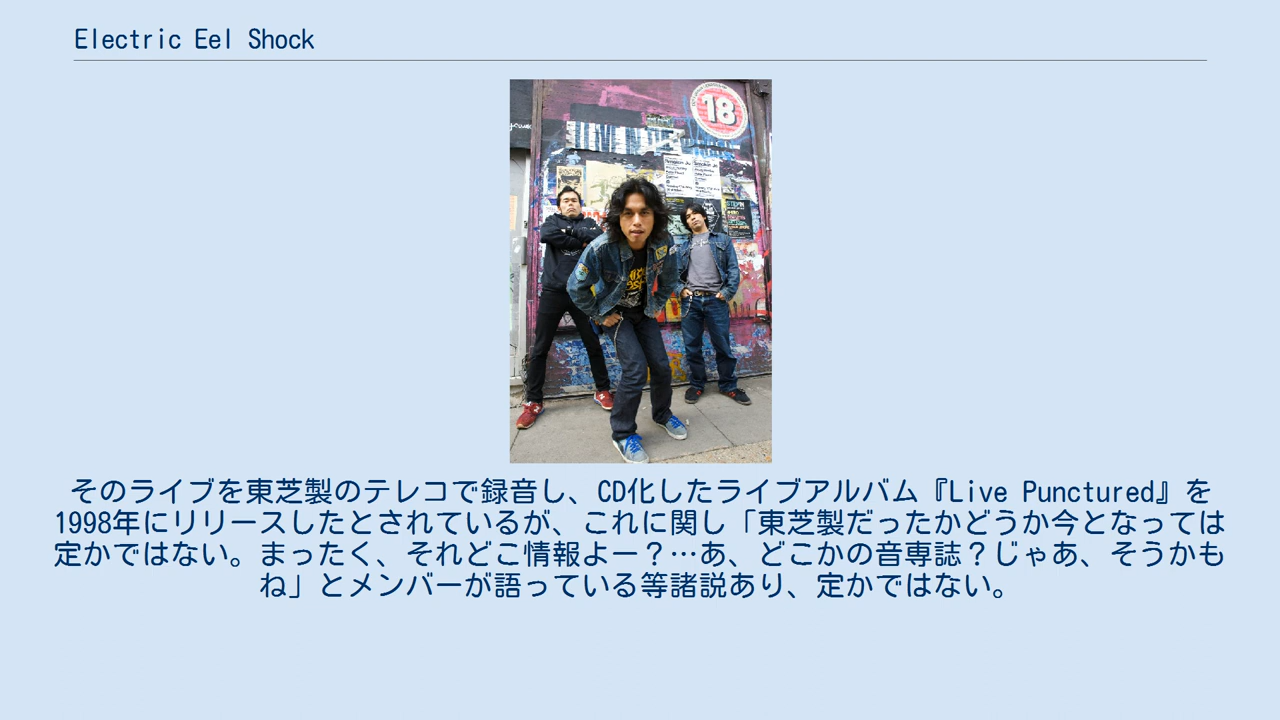 Electric Eel Shock
18
そのライブを東芝製のテレコで録音し、CD化したライブアルバム『Live Punctured』を
1998年にリリースしたとされているが、これに関し「東芝製だったかどうか今となっては
定かではない。まったく、それどこ情報よー？…あ、どこかの音専誌？じゃあ、そうかも
ね」とメンバーが語っている等諸説あり、定かではない。